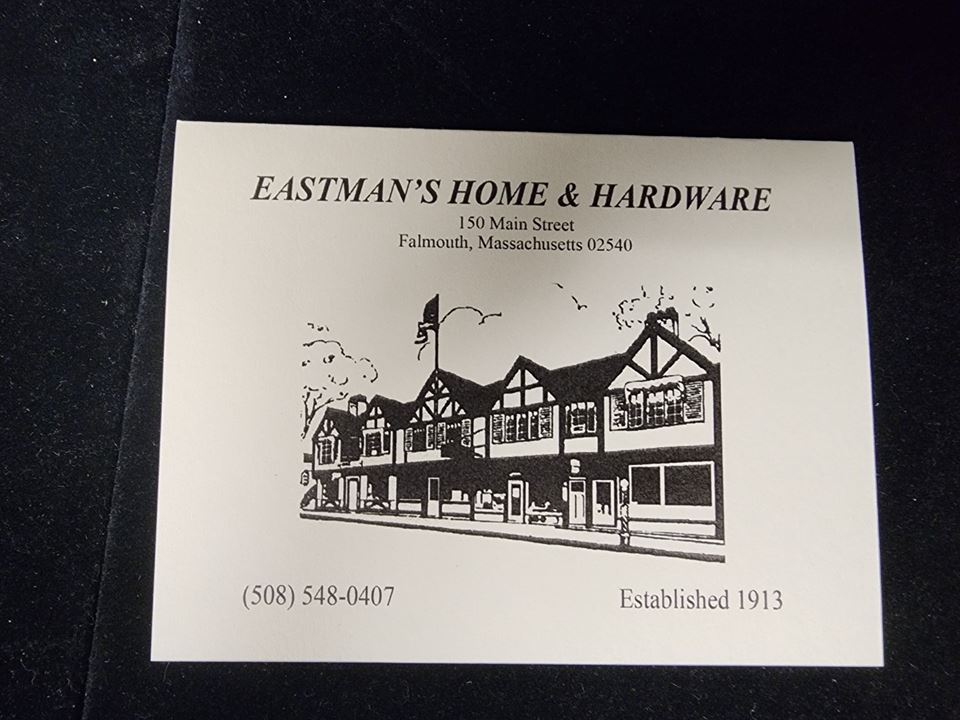 EASTMAN'S HOME & HARDWARE
150 Main Street
Falmouth, Massachusetts 02540
(508) 548-0407
Established 1913